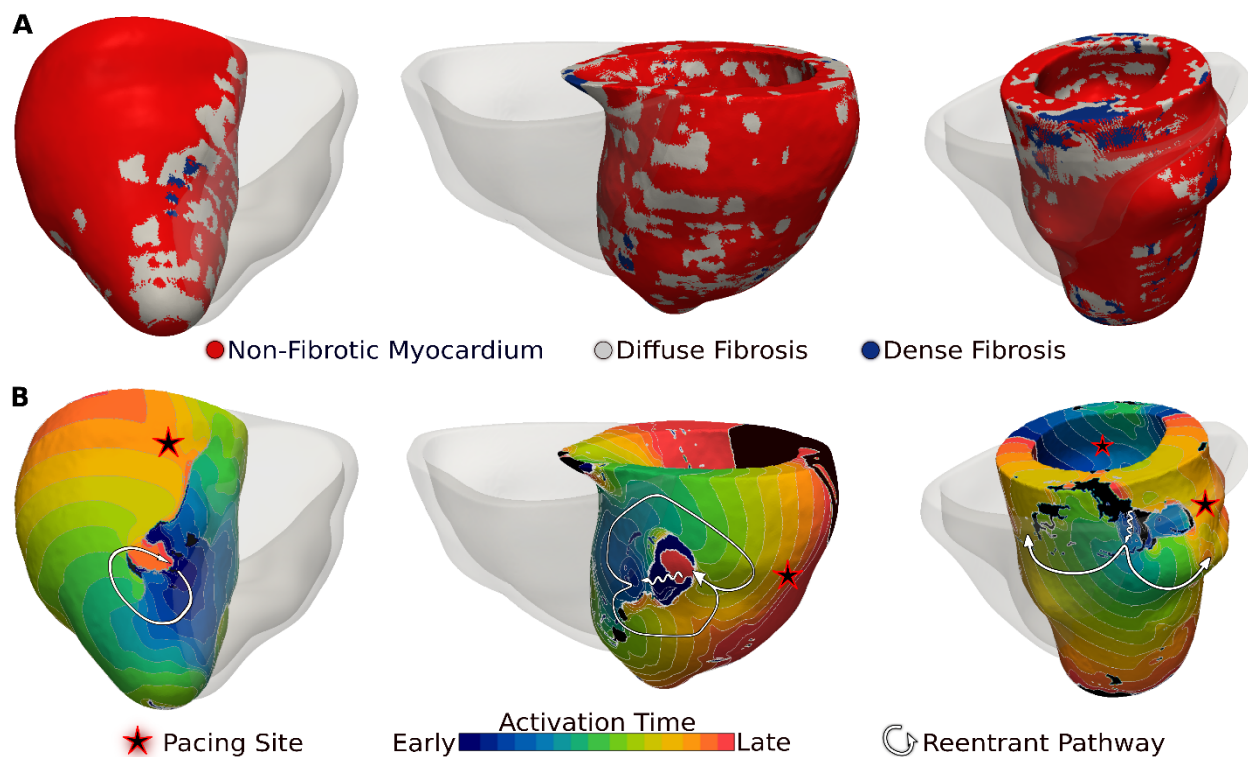 A
Non-Fibrotic Myocardium Diffuse Fibrosis Dense Fibrosis
B
Activation Time
Pacing Site Early Late Reentrant Pathway